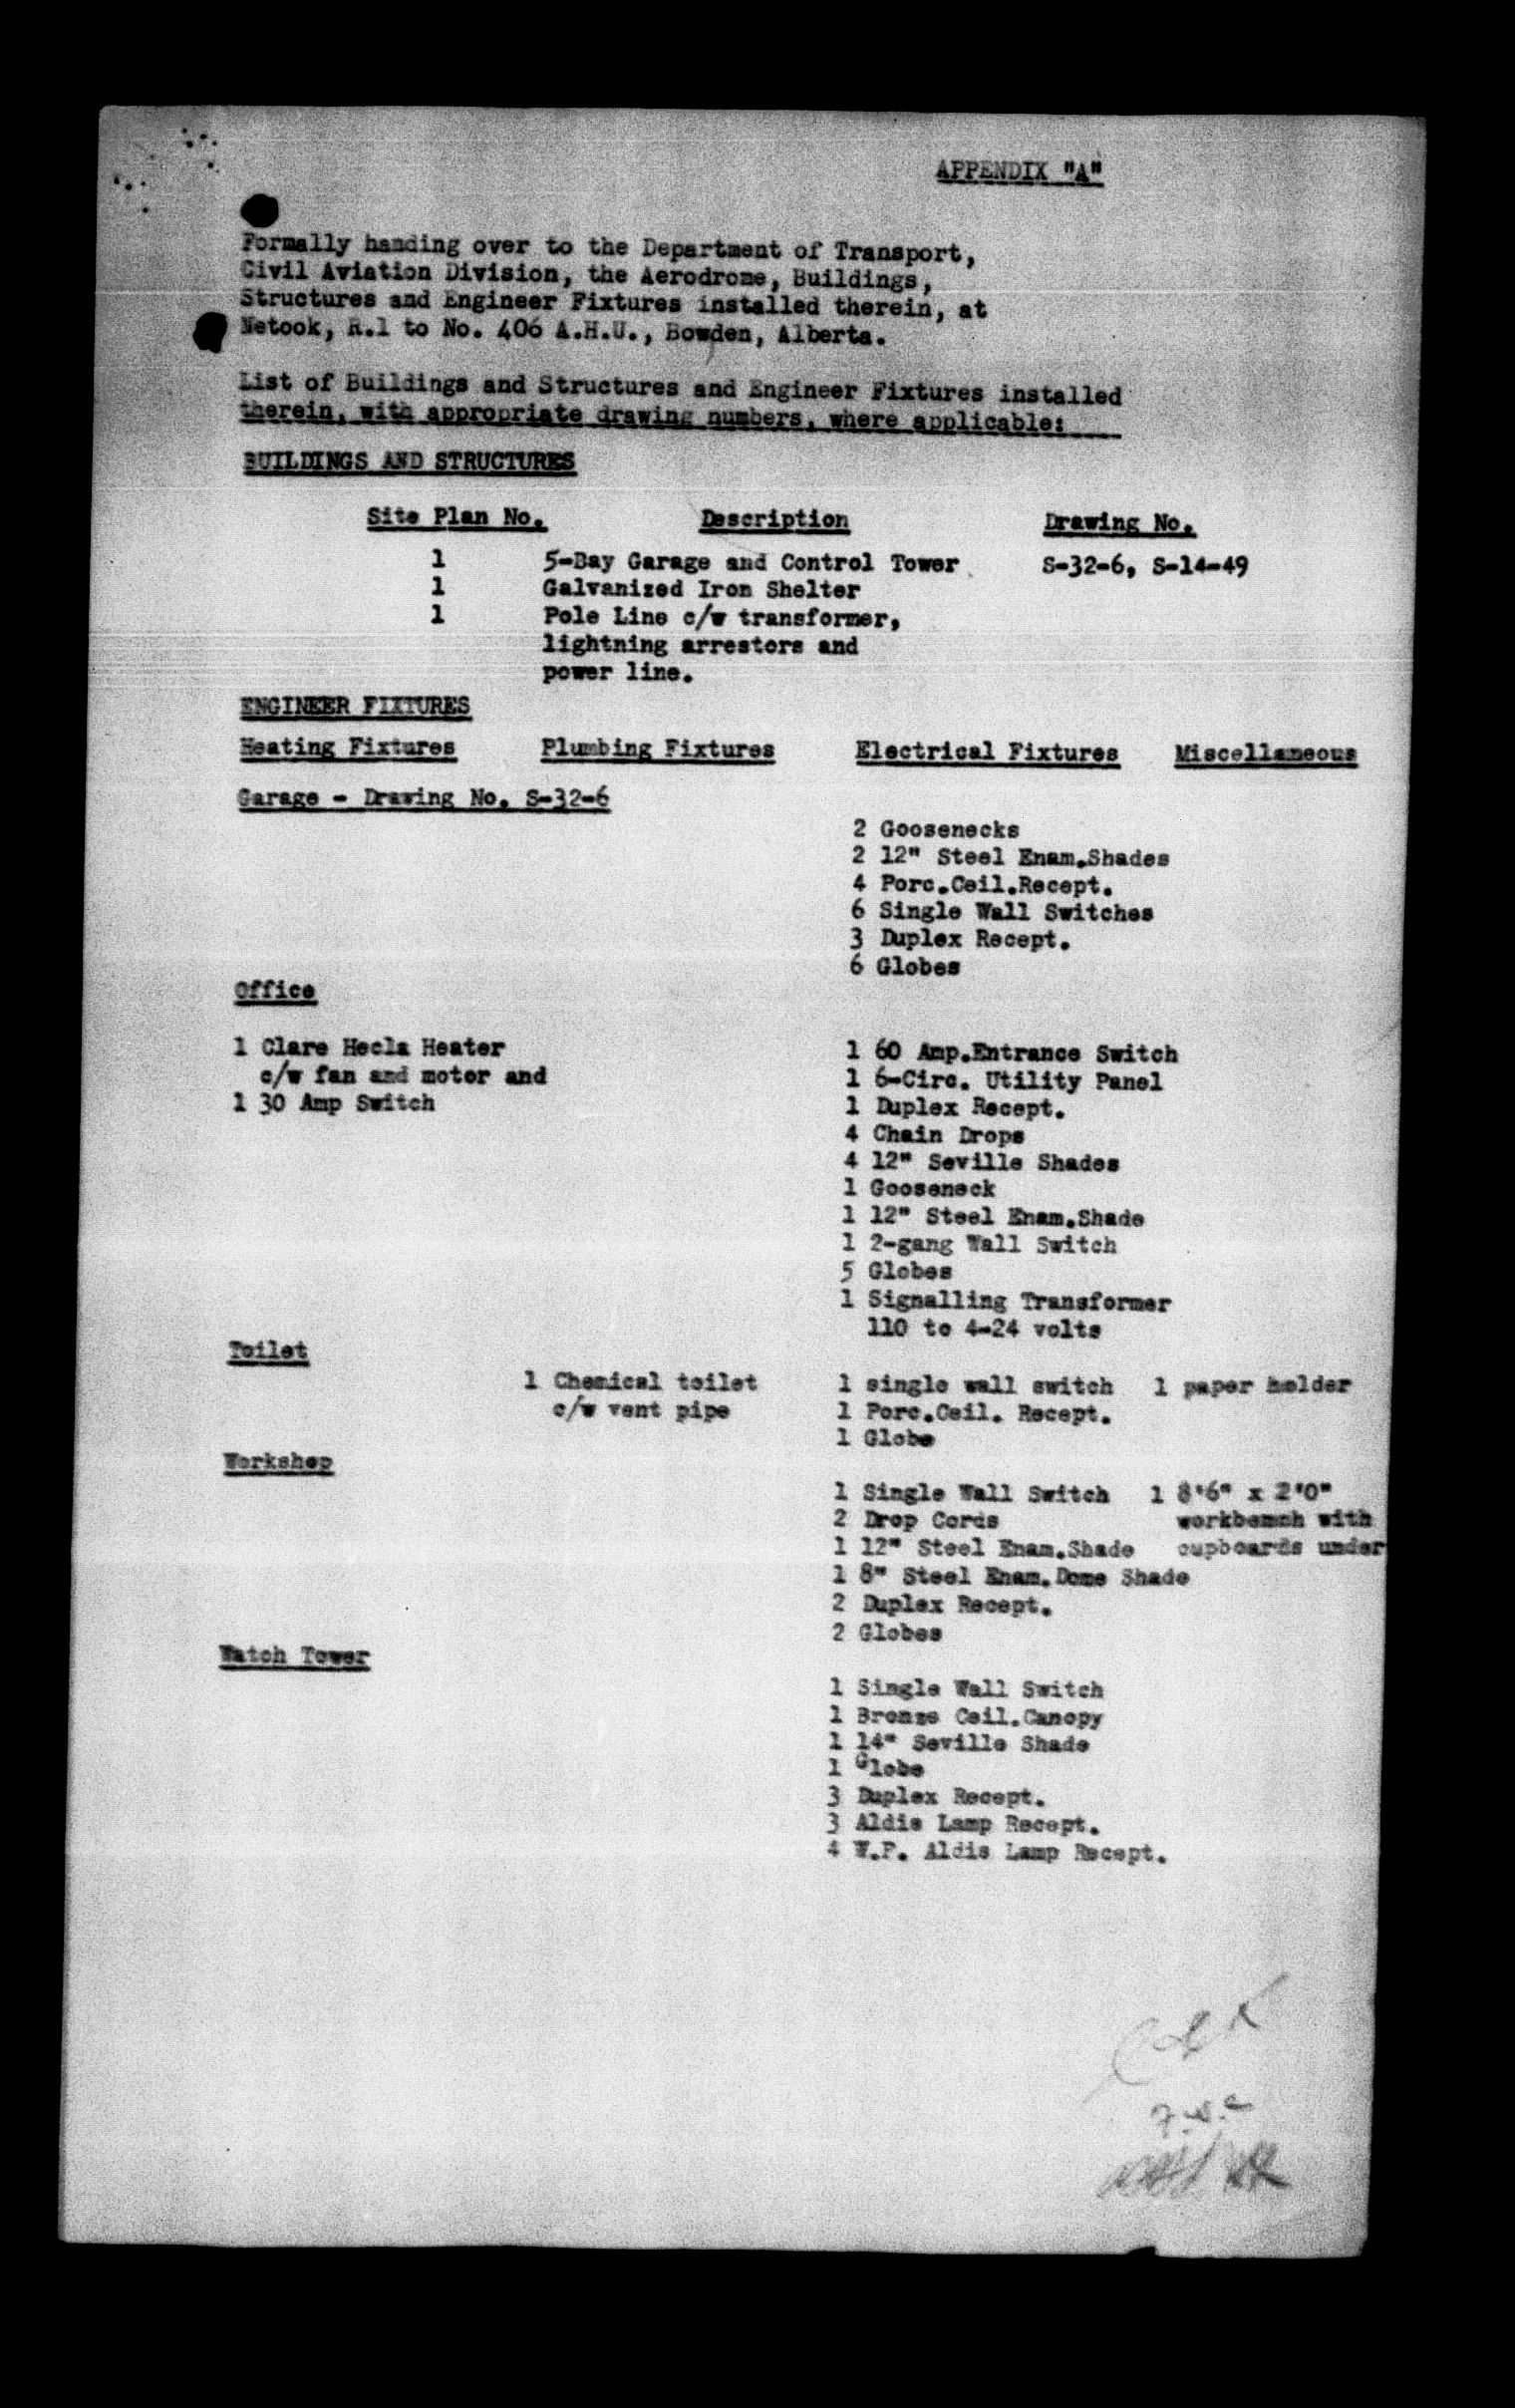 APPENDIX "A"
Formally handing over to the Department of Transport,
Civil Aviation Division, the Aerodrome, Buildings,
Structures and Engineer Fixtures installed therein, at
Netook, R.1 to No. 406 A.H.U., Bowden, Alberta.
List of Buildings and Structures and Engineer Fixtures installed
therein, with appropriate drawing numbers, where applicable:
BUILDINGS AND STRUCTURES
Site Plan No. Description Drawing No.
1 5-Bay Garage and Control Tower S-32-6, S-14-49
1 Galvanized Iron Shelter
1 Pole Line c/w transformer,
lightning arrestors and
power line.
ENGINEER FIXTURES
Heating Fixtures Plumbing Fixtures Electrical Fixtures Miscellaneous
Garage - Drawing No. S-32-6
2 Goosenecks
2 12" Steel Enam.Shades
4 Porc.Ceil.Recept.
6 Single Wall Switches
3 Duplex Recept.
6 Globes
Office
1 Clare Hecla Heater 1 60 Amp.Entrance Switch
c/w fan and motor and 1 6-Circ. Utility Panel
1 30 Amp Switch 1 Duplex Recept.
4 Chain Drops
4 12" Seville Shades
1 Gooseneck
1 12" Steel Enam.Shade
1 2-gang Wall Switch
5 Globes
1 Signalling Transformer
110 to 4-24 volts
Toilet
1 Chemical toilet 1 single wall switch 1 paper holder
c/w vent pipe 1 Porc.Ceil. Recept.
1 Globe
Workshop
1 Single Wall Switch 1 8'6" x 2'0"
2 Drop Cords workbench with
1 12" Steel Enam.Shade cupboards under
1 8" Steel Enam.Dome Shade
2 Duplex Recept.
2 Globes
Watch Tower
1 Single Wall Switch
1 Bronze Ceil.Canopy
1 14" Seville Shade
1 Globe
3 Duplex Recept.
3 Aldis Lamp Recept.
4 W.P. Aldis Lamp Recept.